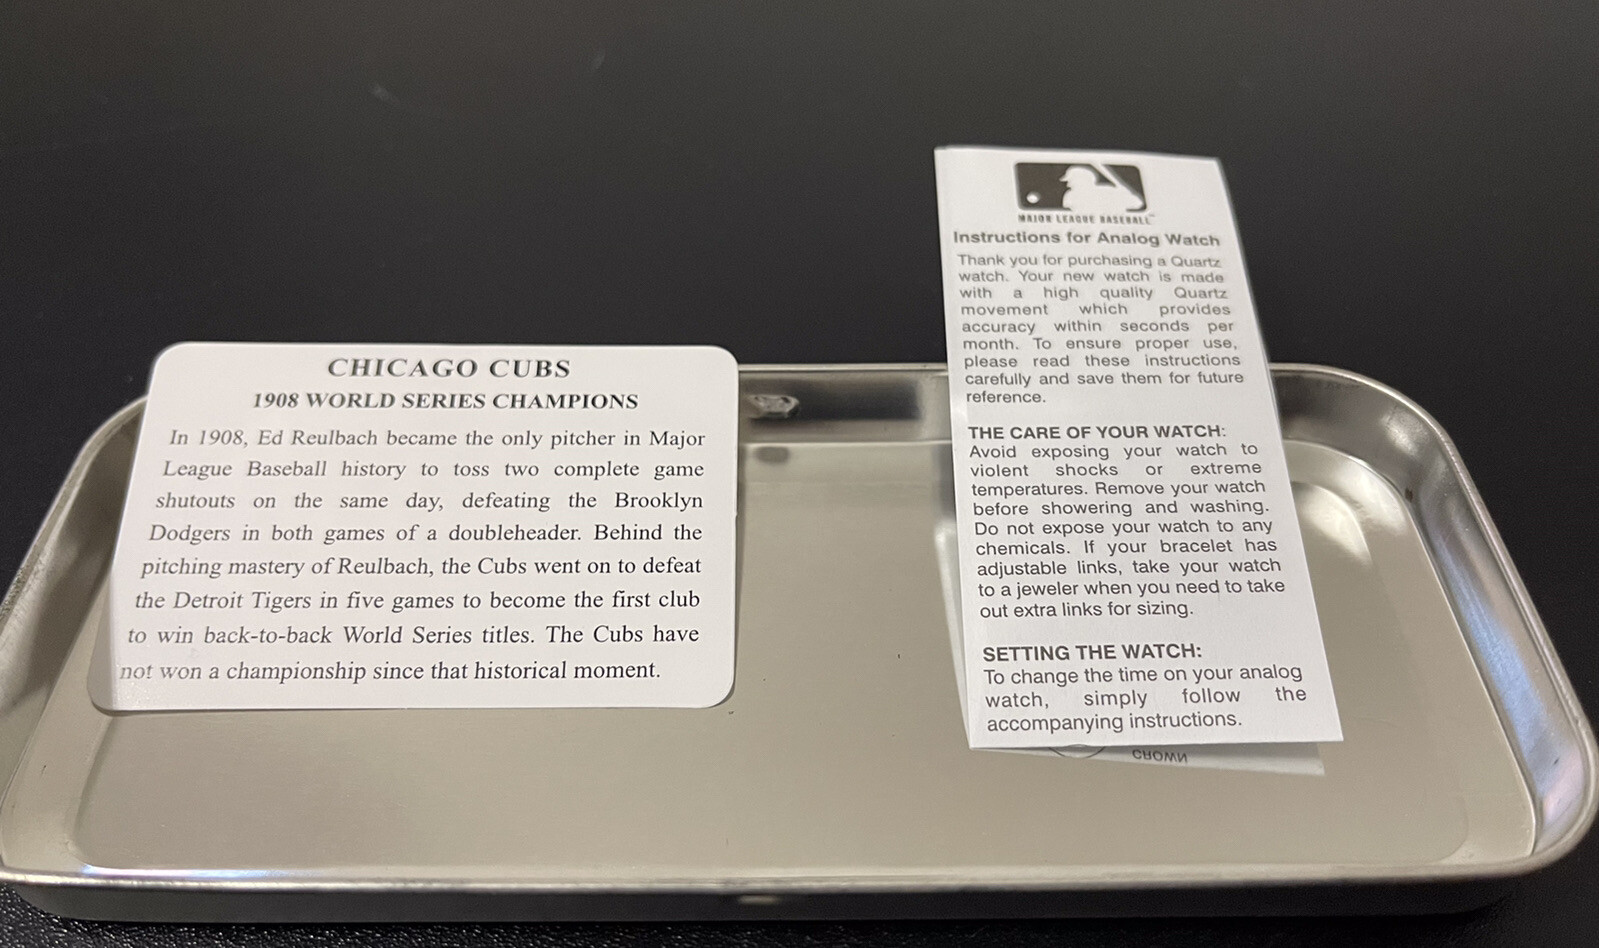 CHICAGO CUBS
1908 WORLD SERIES CHAMPIONS
In 1908, Ed Reulbach became the only pitcher in Major
League Baseball history to toss two complete game
shutouts on the same day, defeating the Brooklyn
Dodgers in both games of a doubleheader. Behind the
pitching mastery of Reulbach, the Cubs went on to defeat
the Detroit Tigers in five games to become the first club
to win back-to-back World Series titles. The Cubs have
not won a championship since that historical moment.
MAJOR LEAGUE BASEBALL™
Instructions for Analog Watch
Thank you for purchasing a Quartz
watch. Your new watch is made
with a high quality Quartz
movement which provides
accuracy within seconds per
month. To ensure proper use,
please read these instructions
carefully and save them for future
reference.
THE CARE OF YOUR WATCH:
Avoid exposing your watch to
violent shocks or extreme
temperatures. Remove your watch
before showering and washing.
Do not expose your watch to any
chemicals. If your bracelet has
adjustable links, take your watch
to a jeweler when you need to take
out extra links for sizing.
SETTING THE WATCH:
To change the time on your analog
watch, simply follow the
accompanying instructions.
CROWN